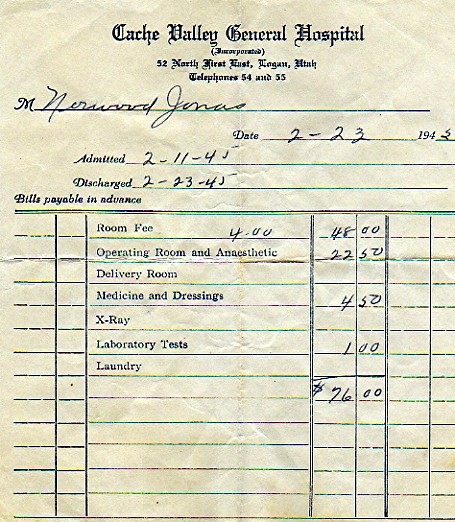 Cache Valley General Hospital
(Incorporated)
52 North First East, Logan, Utah
Telephones 54 and 55
M Norwood Jonas
Date 2-23 1945
Admitted 2-11-45
Discharged 2-23-45
Bills payable in advance
Room Fee 4.00 48 00
Operating Room and Anaesthetic 22 50
Delivery Room
Medicine and Dressings 4 50
X-Ray
Laboratory Tests 1 00
Laundry
$ 76 00